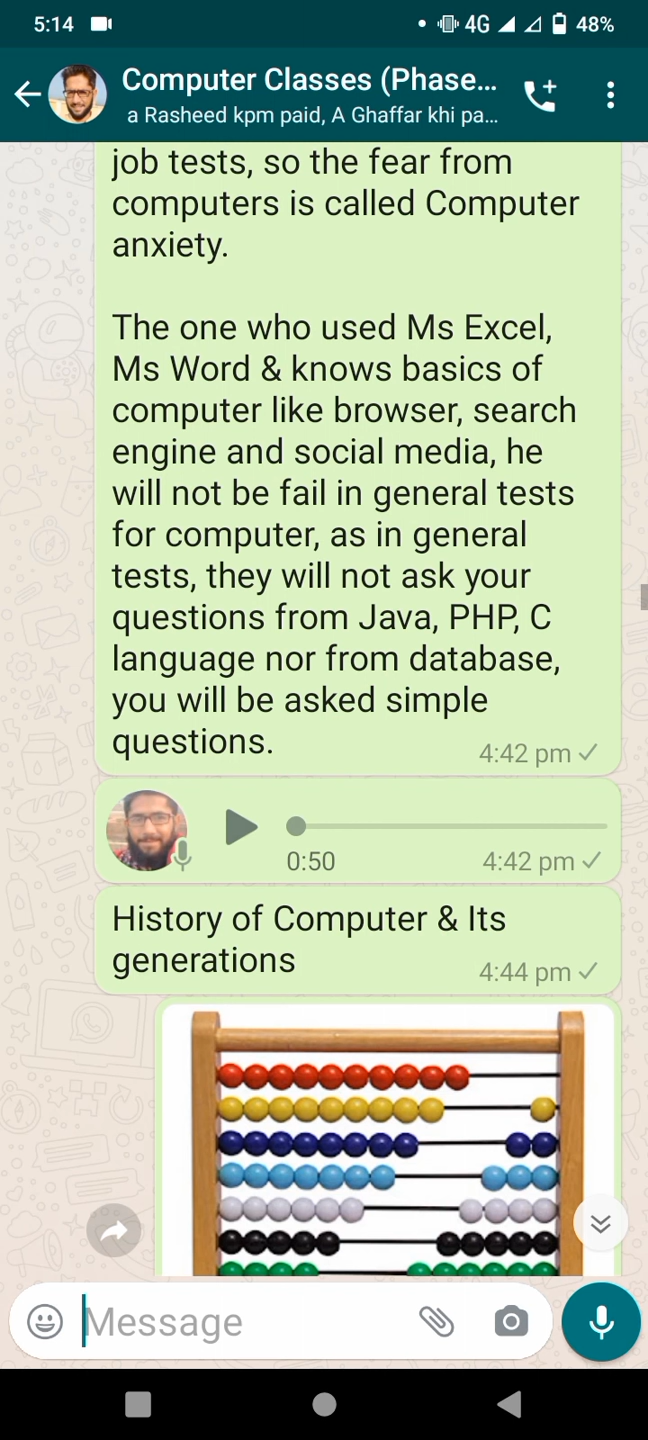 5:14 4G 48%
Computer Classes (Phase...
a Rasheed kpm paid, A Ghaffar khi pa...
job tests, so the fear from
computers is called Computer
anxiety.
The one who used Ms Excel,
Ms Word & knows basics of
computer like browser, search
engine and social media, he
will not be fail in general tests
for computer, as in general
tests, they will not ask your
questions from Java, PHP, C
language nor from database,
you will be asked simple
questions.
4:42 pm
0:50 4:42 pm
History of Computer & Its
generations
4:44 pm
Message